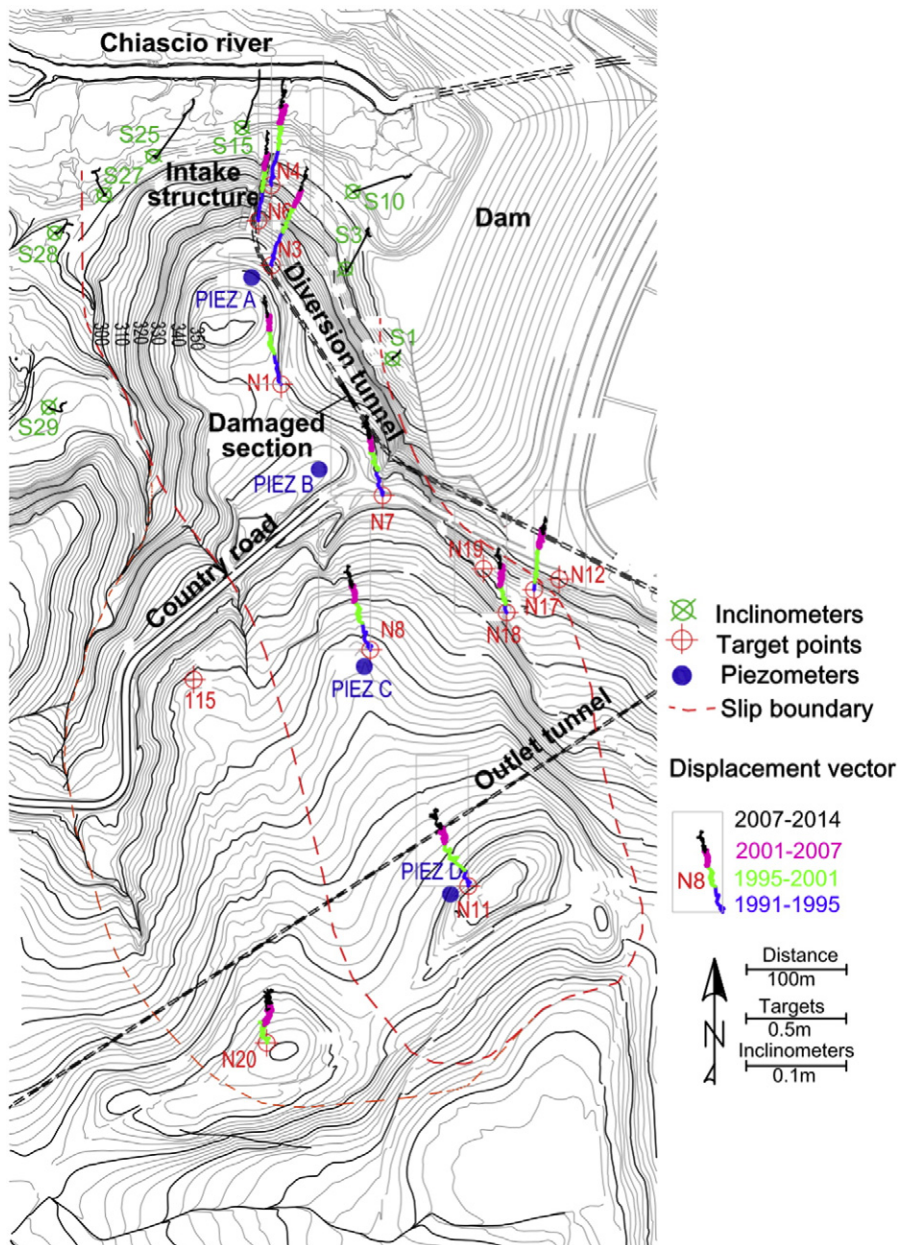 Chiascio river
S25
S15
S27
Intake
structure
N4
S10
N6
Dam
S28
N3
S3
PIEZ A
Diversion tunnel
300
310
320
330
340
350
S1
N1
S29
Damaged
section
PIEZ B
N7
Country road
N19
N12
N17
N18
N8
PIEZ C
115
Outlet tunnel
PIEZ D
N11
N20
Inclinometers
Target points
Piezometers
Slip boundary
Displacement vector
2007-2014
2001-2007
N8
1995-2001
1991-1995
Distance
100m
Targets
0.5m
N
Inclinometers
0.1m